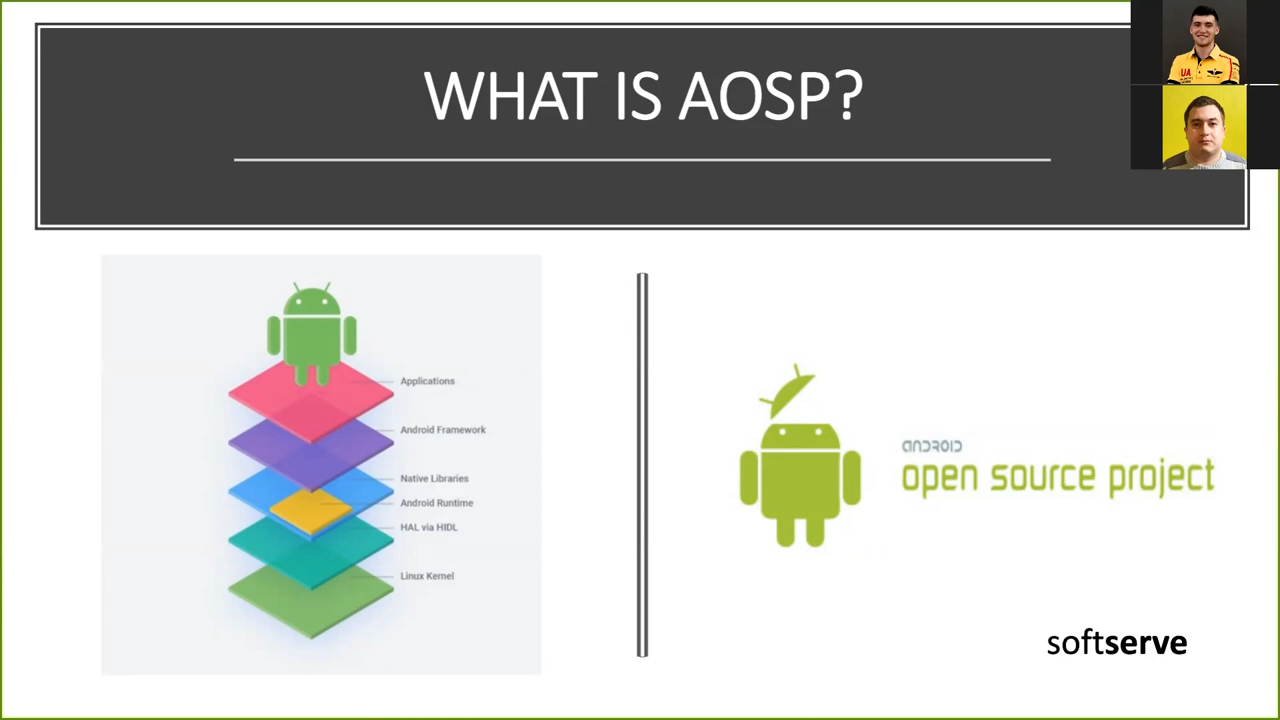 WHAT IS AOSP?
UA
Applications
Android Framework
Native Libraries
Android Runtime
HAL via HIDL
Linux Kernel
android
open source project
softserve